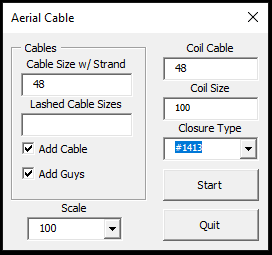 Aerial Cable
Cables
Cable Size w/ Strand
48
Lashed Cable Sizes
Add Cable
Add Guys
Scale
100
Coil Cable
48
Coil Size
100
Closure Type
#1413
Start
Quit